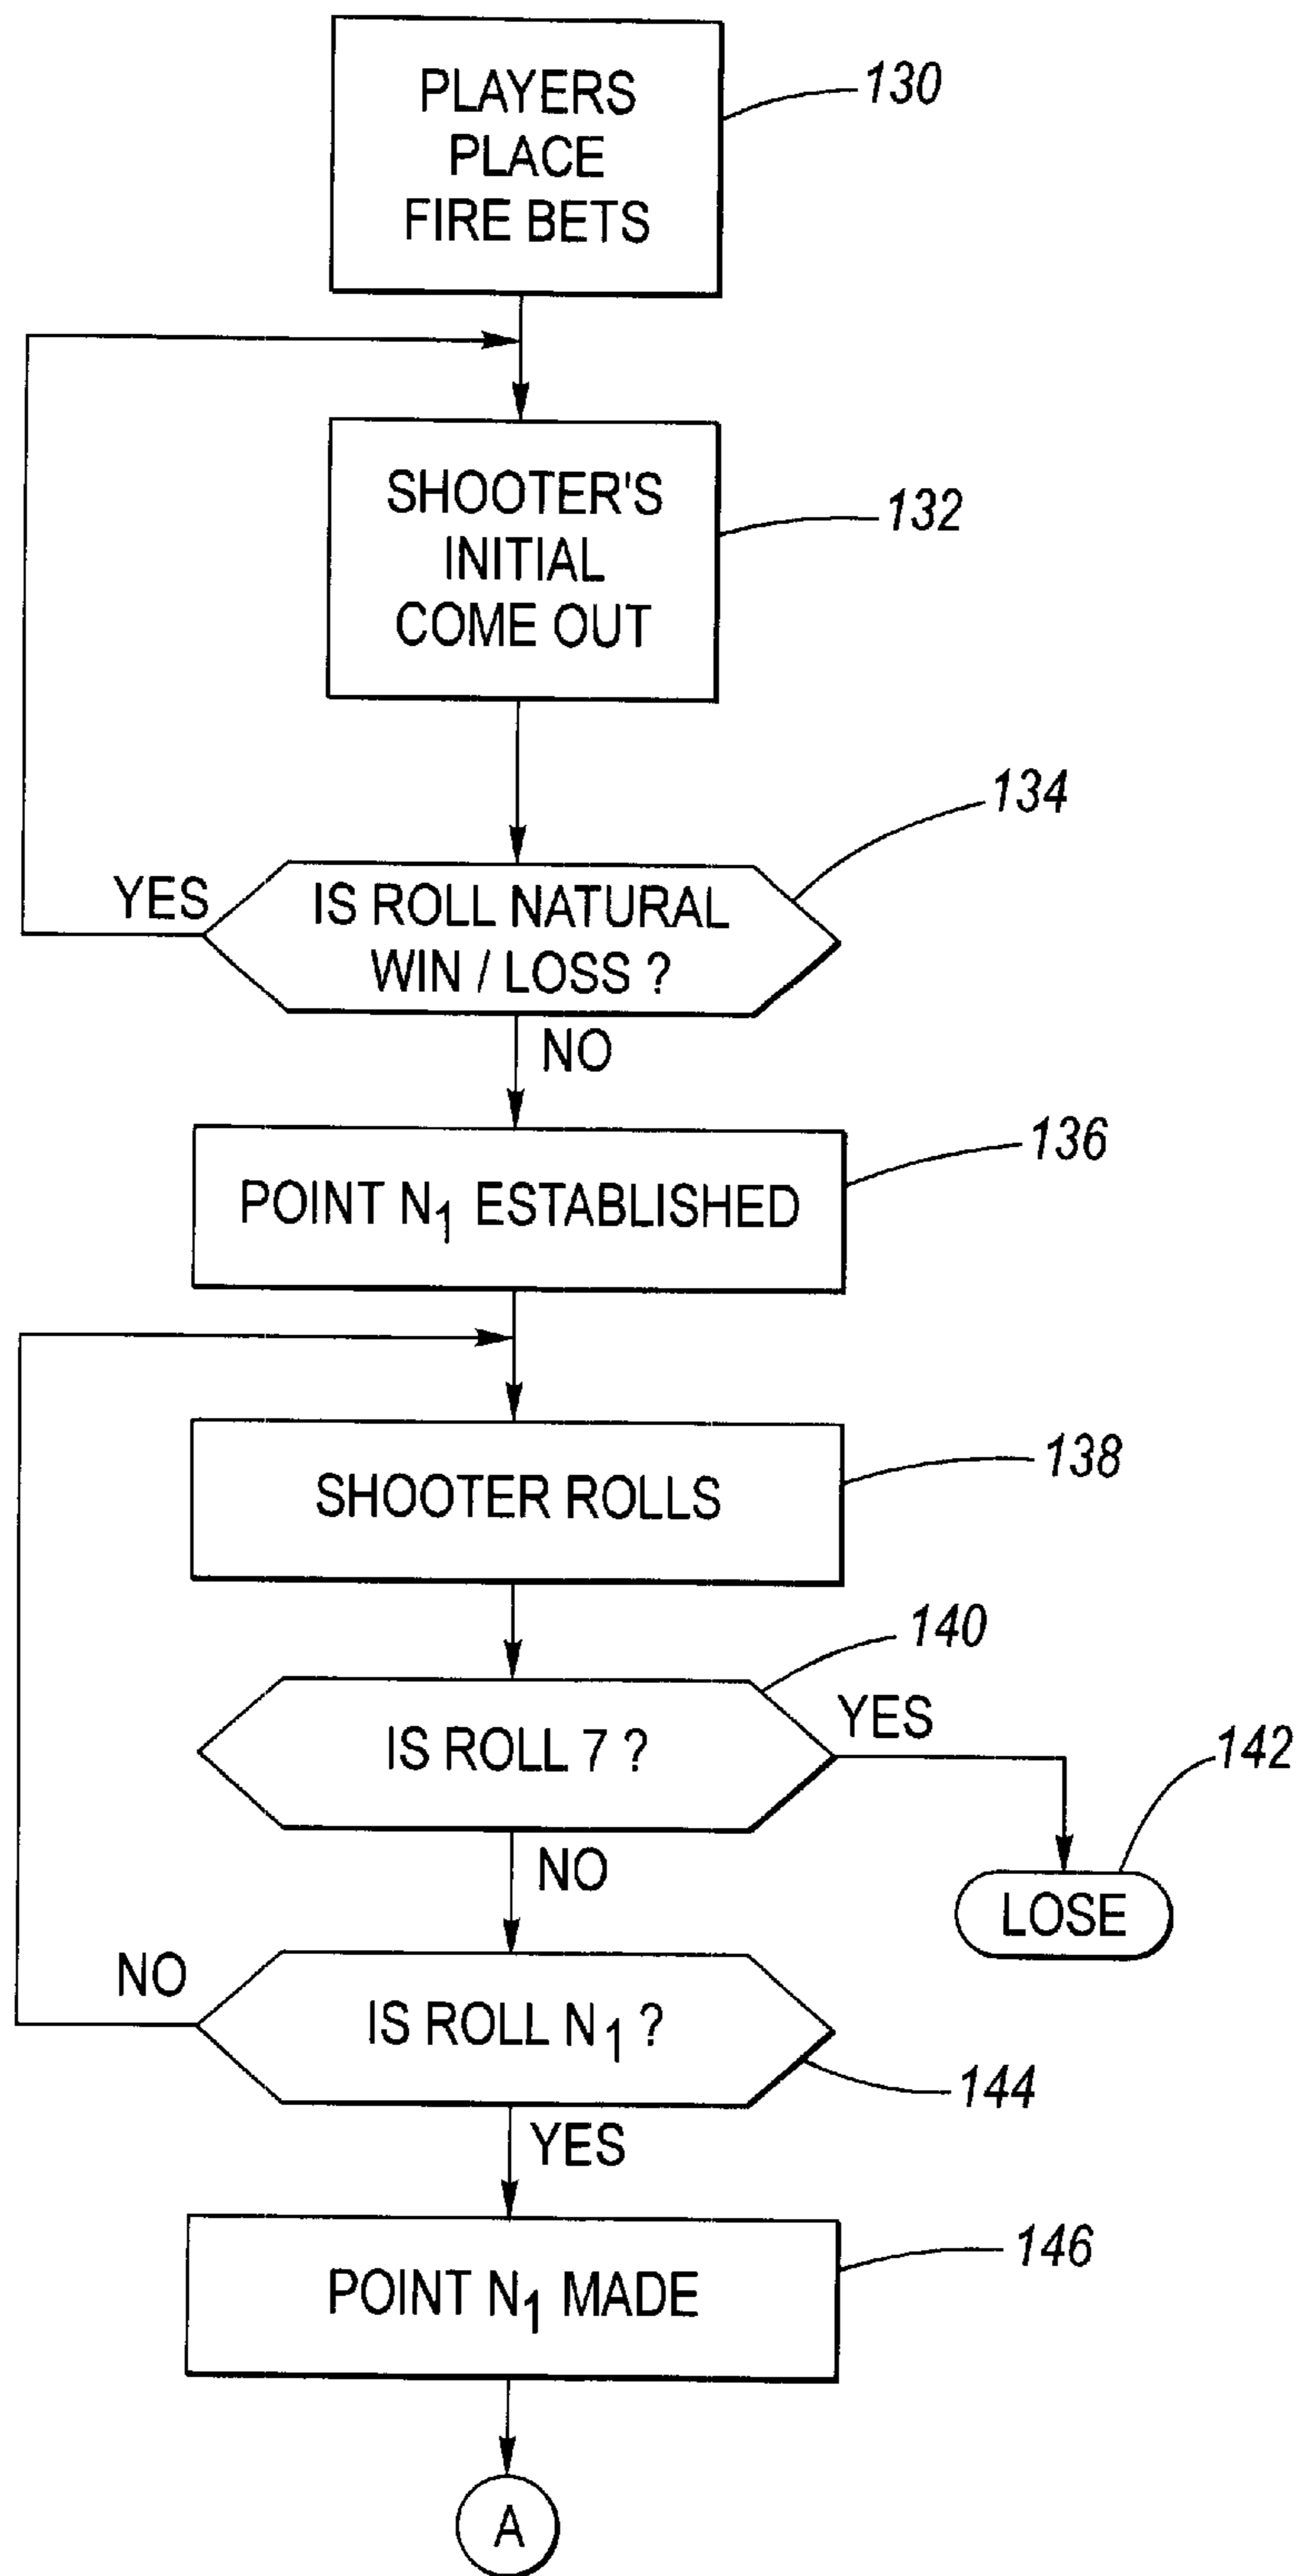 PLAYERS
PLACE
FIRE BETS
130
SHOOTER'S
INITIAL
COME OUT
132
134
YES
IS ROLL NATURAL
WIN / LOSS ?
NO
136
POINT N₁ ESTABLISHED
138
SHOOTER ROLLS
140
IS ROLL 7 ?
YES
142
LOSE
NO
NO
IS ROLL N₁ ?
144
YES
146
POINT N₁ MADE
A